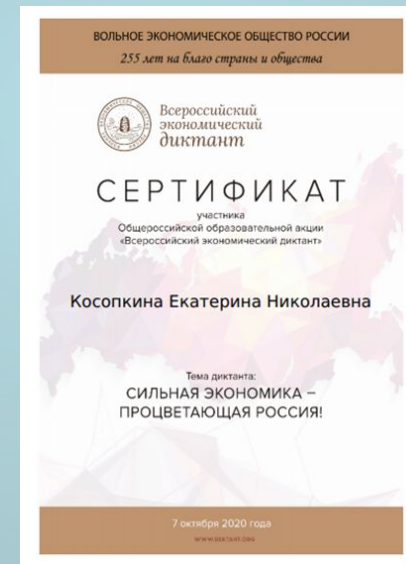 ВОЛЬНОЕ ЭКОНОМИЧЕСКОЕ ОБЩЕСТВО РОССИИ
255 лет на благо страны и общества
Всероссийский
экономический
диктант
СЕРТИФИКАТ
участника
Общероссийской образовательной акции
«Всероссийский экономический диктант»
Косопкина Екатерина Николаевна
Тема диктанта:
СИЛЬНАЯ ЭКОНОМИКА –
ПРОЦВЕТАЮЩАЯ РОССИЯ!
7 октября 2020 года
WWW.DIKTANT.ORG